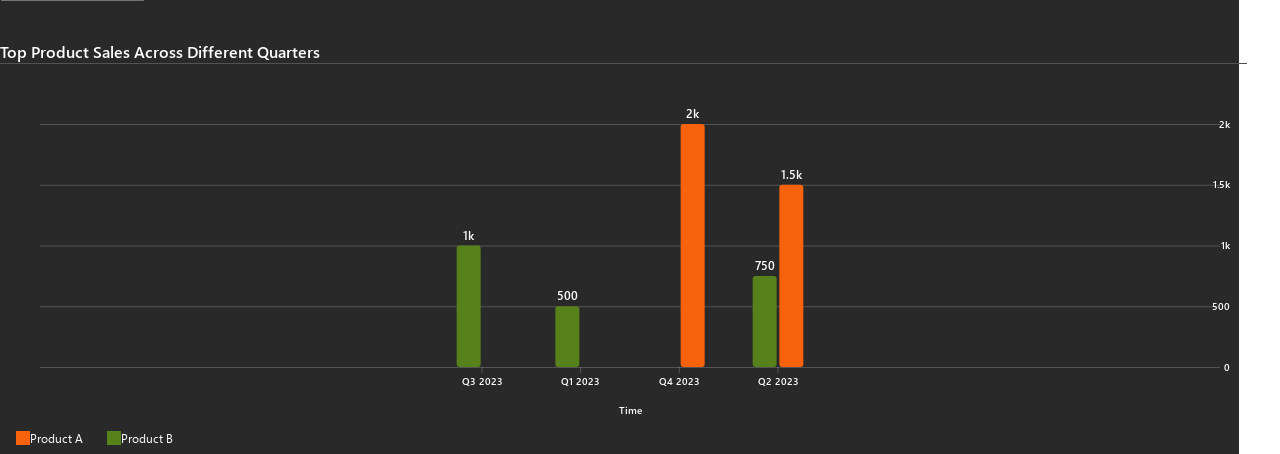 Top Product Sales Across Different Quarters
2k
2k
1.5k
1.5k
1k
1k
750
500
500
0
Q3 2023
Q1 2023
Q4 2023
Q2 2023
Time
Product A
Product B